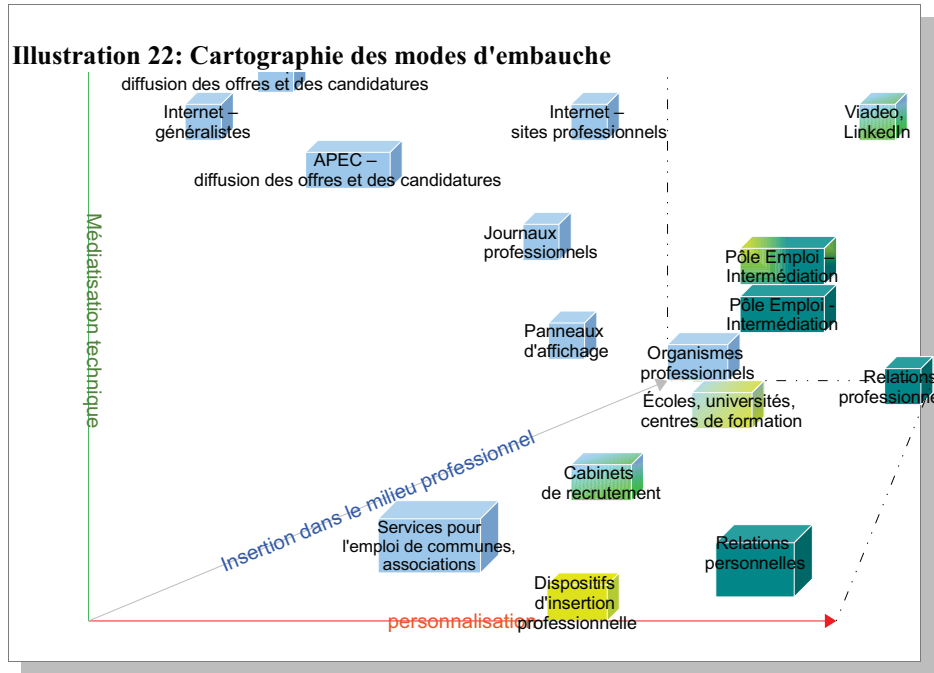 Illustration 22: Cartographie des modes d'embauche
diffusion des offres et des candidatures
Internet –
généralistes
Internet –
sites professionnels
Viadeo,
LinkedIn
APEC –
diffusion des offres et des candidatures
Médiatisation technique
Journaux
professionnels
Pôle Emploi –
Intermédiation
Pôle Emploi -
Intermédiation
Panneaux
d'affichage
Organismes
professionnels
Relations
professionne
Écoles, universités,
centres de formation
Insertion dans le milieu professionnel
Cabinets
de recrutement
Services pour
l'emploi de communes,
associations
Relations
personnelles
Dispositifs
d'insertion
professionnelle
personnalisation